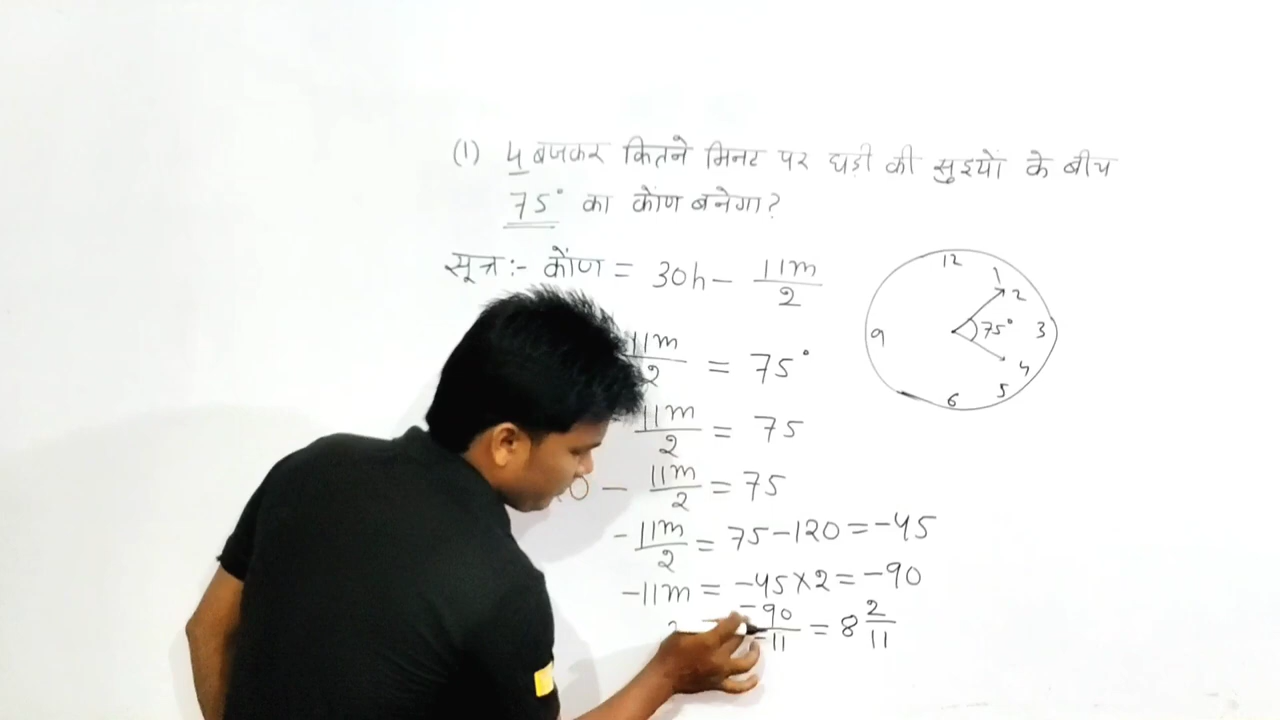 (1) 4 बजकर कितने मिनट पर घड़ी की सुइयों के बीच
75° का कोण बनेगा?
सूत्र:- कोंण = 30h - 11m/2
11m/2 = 75°
11m/2 = 75
0 - 11m/2 = 75
-11m/2 = 75-120 = -45
-11m = -45×2 = -90
-90/-11 = 8 2/11
12
1
2
75°
3
9
4
5
6